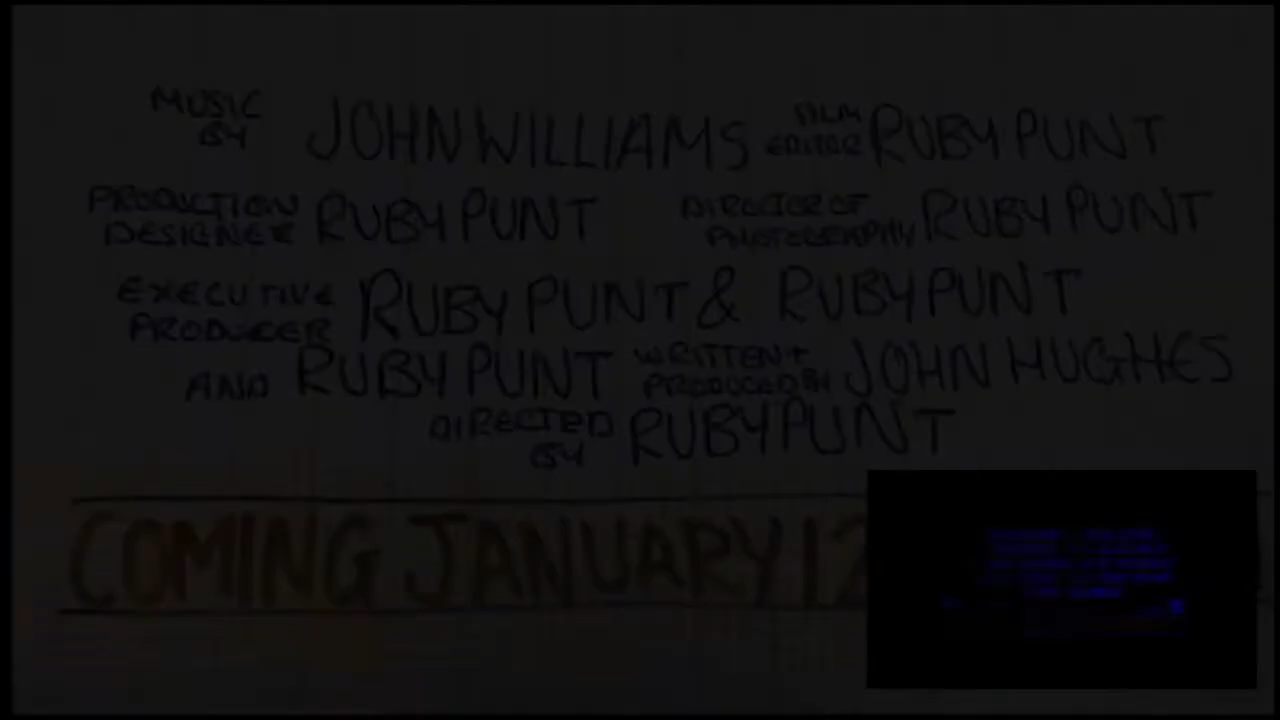 MUSIC BY JOHN WILLIAMS FILM EDITOR RUBY PUNT
PRODUCTION DESIGNER RUBY PUNT DIRECTOR OF PHOTOGRAPHY RUBY PUNT
EXECUTIVE PRODUCER RUBY PUNT & RUBY PUNT
AND RUBY PUNT WRITTEN + PRODUCED BY JOHN HUGHES
DIRECTED BY RUBY PUNT
COMING JANUARY 12